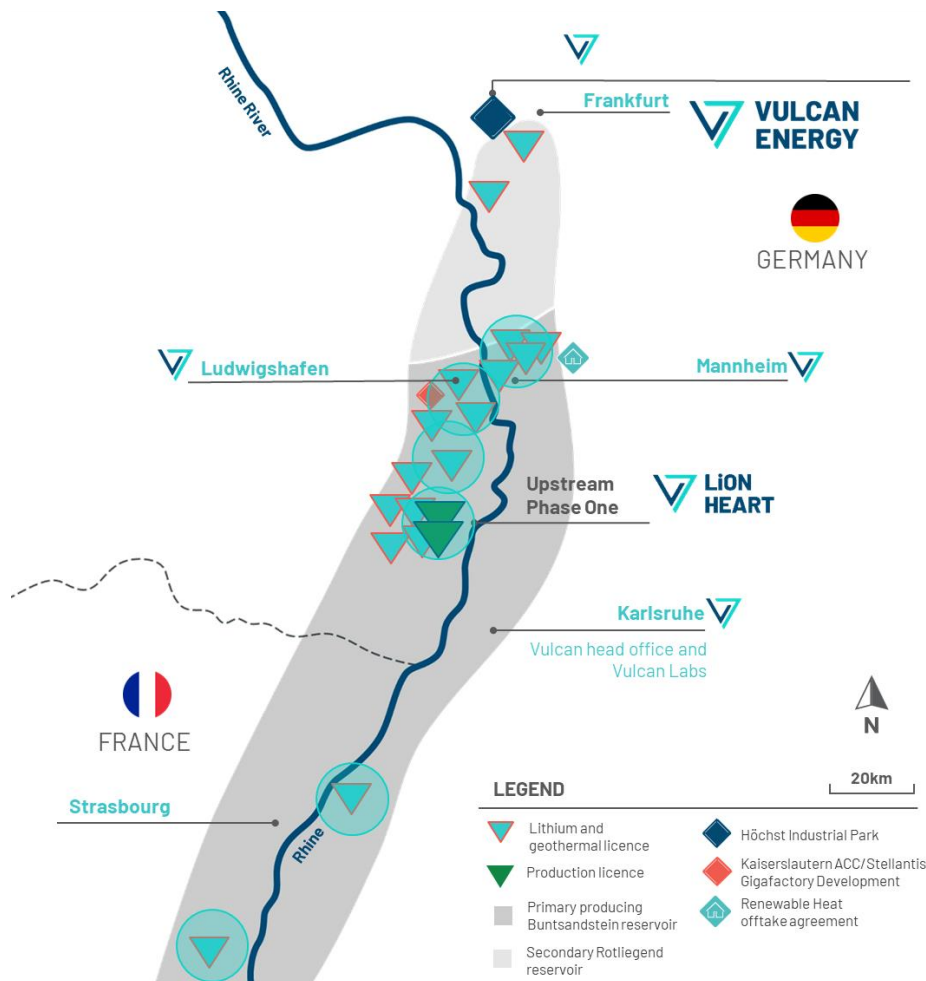 Rhine River
Frankfurt
VULCAN
ENERGY
GERMANY
Ludwigshafen
Mannheim
Upstream
Phase One
LiON
HEART
Karlsruhe
Vulcan head office and
Vulcan Labs
FRANCE
N
20km
Strasbourg
Rhine
LEGEND
Lithium and
geothermal licence
Production licence
Primary producing
Buntsandstein reservoir
Secondary Rotliegend
reservoir
Höchst Industrial Park
Kaiserslautern ACC/Stellantis
Gigafactory Development
Renewable Heat
offtake agreement